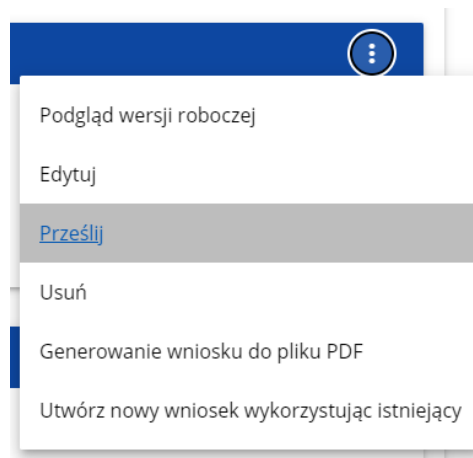 Podgląd wersji roboczej
Edytuj
Prześlij
Usuń
Generowanie wniosku do pliku PDF
Utwórz nowy wniosek wykorzystując istniejący